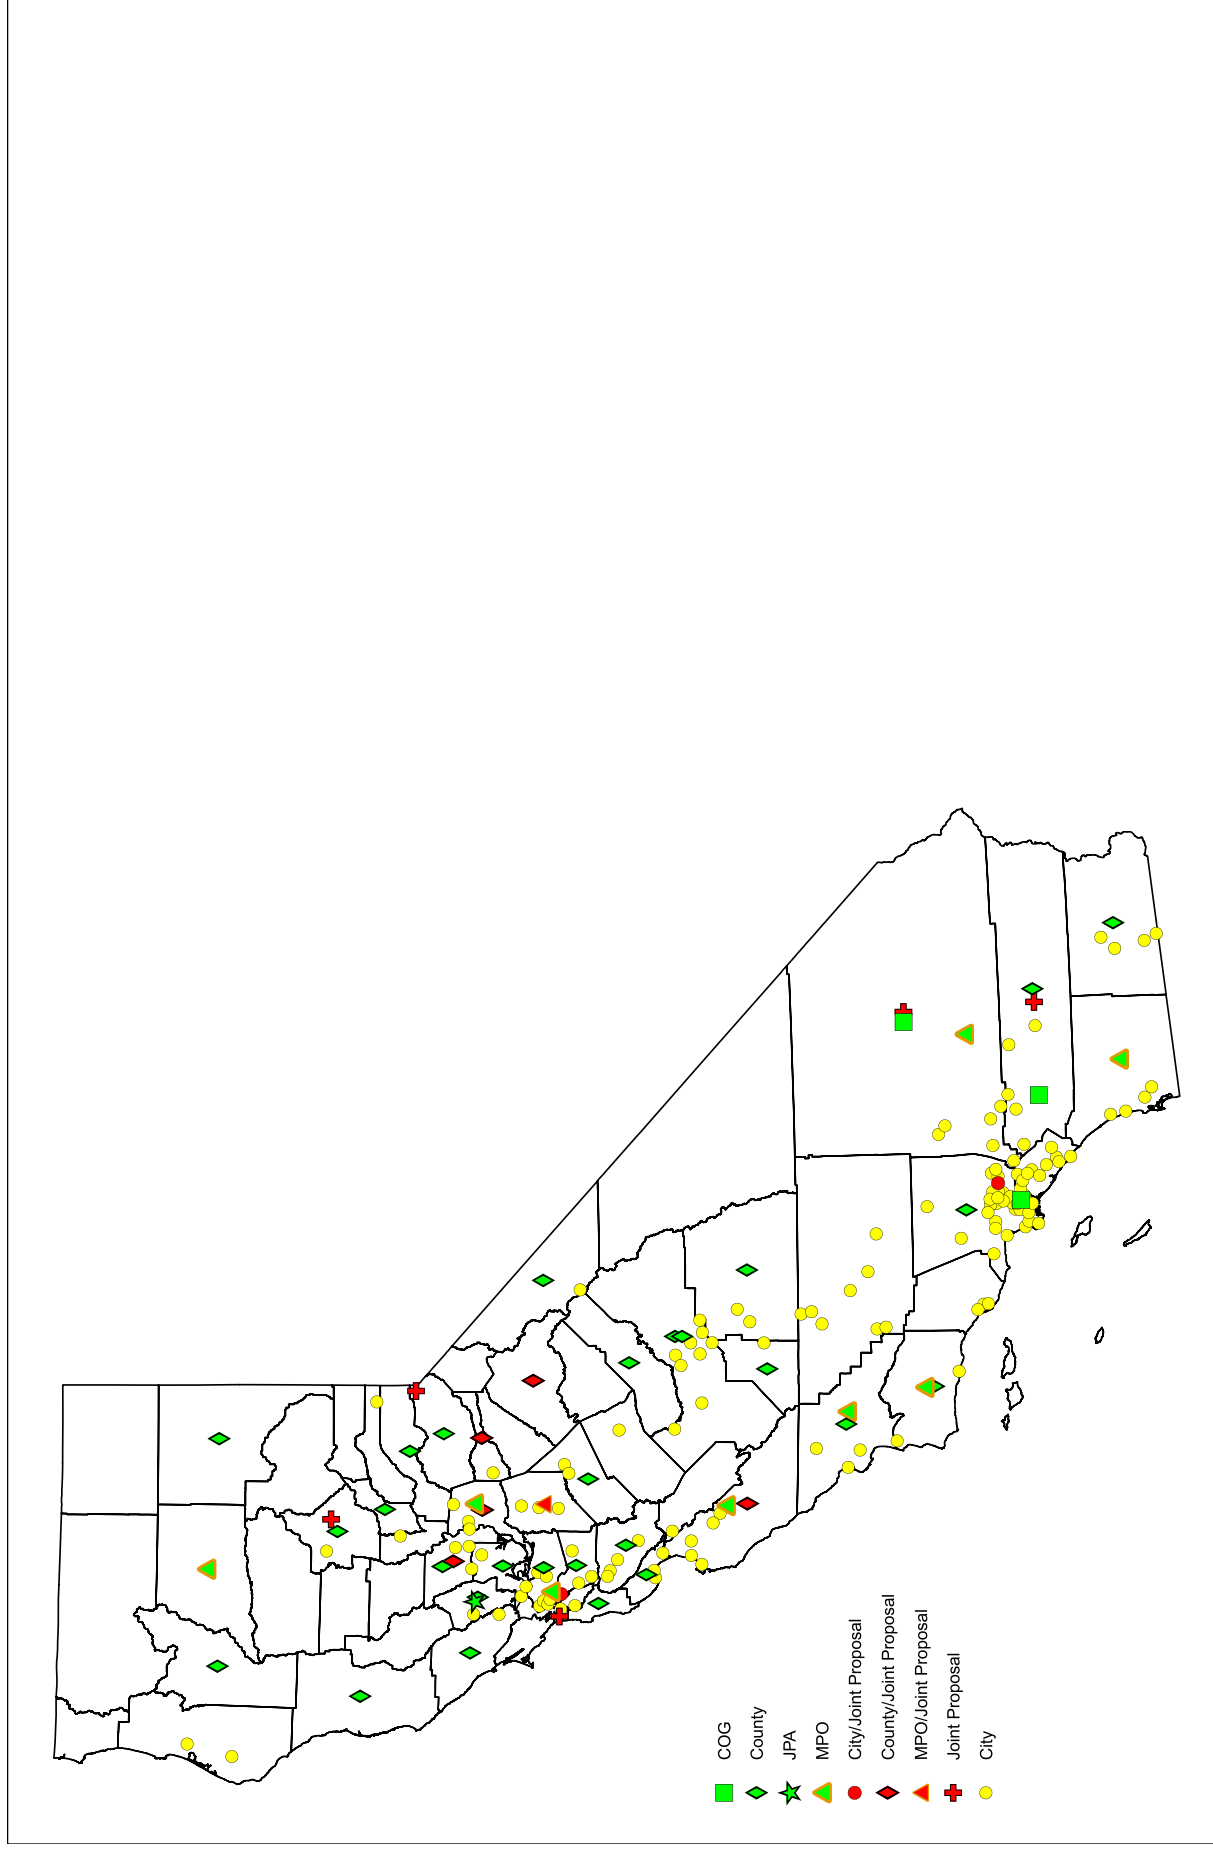 COG
County
JPA
MPO
City/Joint Proposal
County/Joint Proposal
MPO/Joint Proposal
Joint Proposal
City